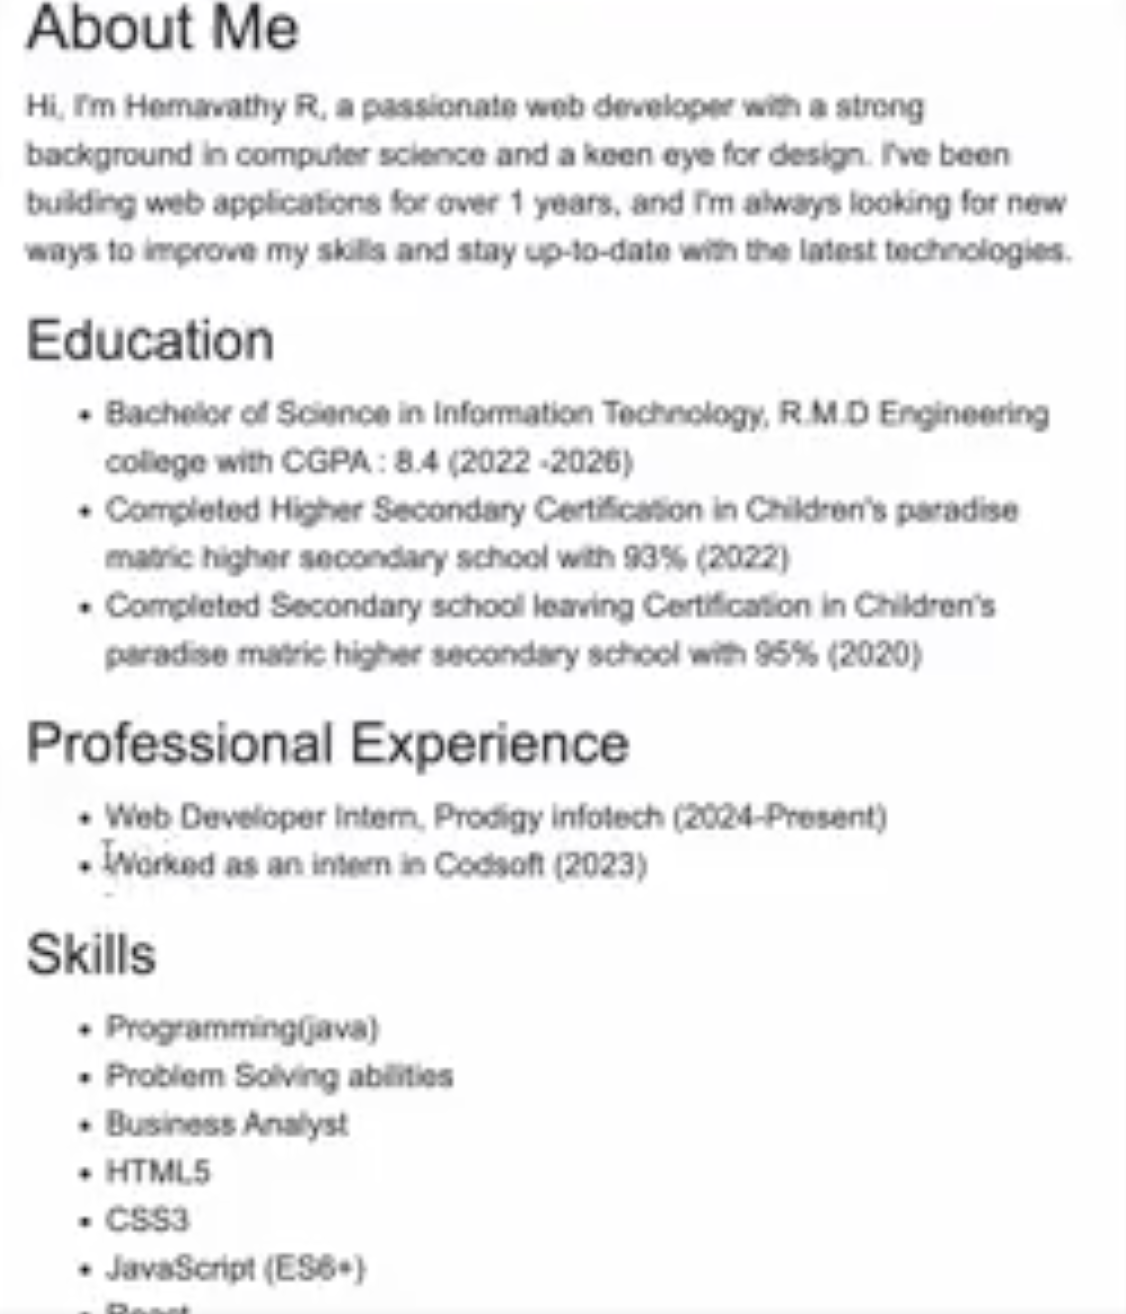 About Me
Hi, I'm Hemavathy R, a passionate web developer with a strong
background in computer science and a keen eye for design. I've been
building web applications for over 1 years, and I'm always looking for new
ways to improve my skills and stay up-to-date with the latest technologies.
Education
• Bachelor of Science in Information Technology, R.M.D Engineering
college with CGPA : 8.4 (2022 -2026)
• Completed Higher Secondary Certification in Children's paradise
matric higher secondary school with 93% (2022)
• Completed Secondary school leaving Certification in Children's
paradise matric higher secondary school with 95% (2020)
Professional Experience
• Web Developer Intern, Prodigy infotech (2024-Present)
• Worked as an intern in Codsoft (2023)
Skills
• Programming(java)
• Problem Solving abilities
• Business Analyst
• HTML5
• CSS3
• JavaScript (ES6+)